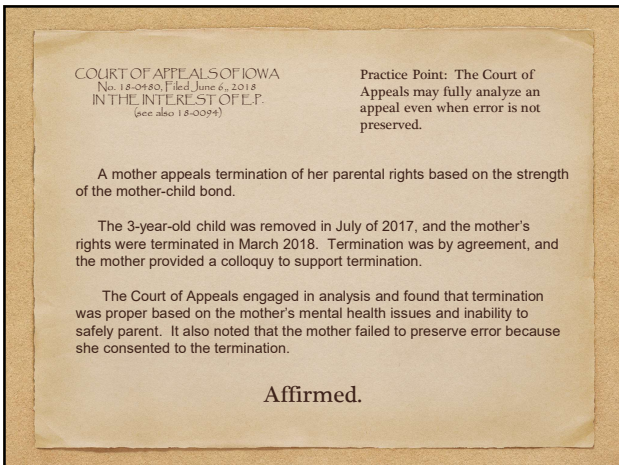 COURT OF APPEALS OF IOWA
No. 18-0480, Filed June 6,, 2018
IN THE INTEREST OF E.P.
(see also 18-0094)
Practice Point: The Court of
Appeals may fully analyze an
appeal even when error is not
preserved.
A mother appeals termination of her parental rights based on the strength
of the mother-child bond.
The 3-year-old child was removed in July of 2017, and the mother’s
rights were terminated in March 2018. Termination was by agreement, and
the mother provided a colloquy to support termination.
The Court of Appeals engaged in analysis and found that termination
was proper based on the mother’s mental health issues and inability to
safely parent. It also noted that the mother failed to preserve error because
she consented to the termination.
Affirmed.